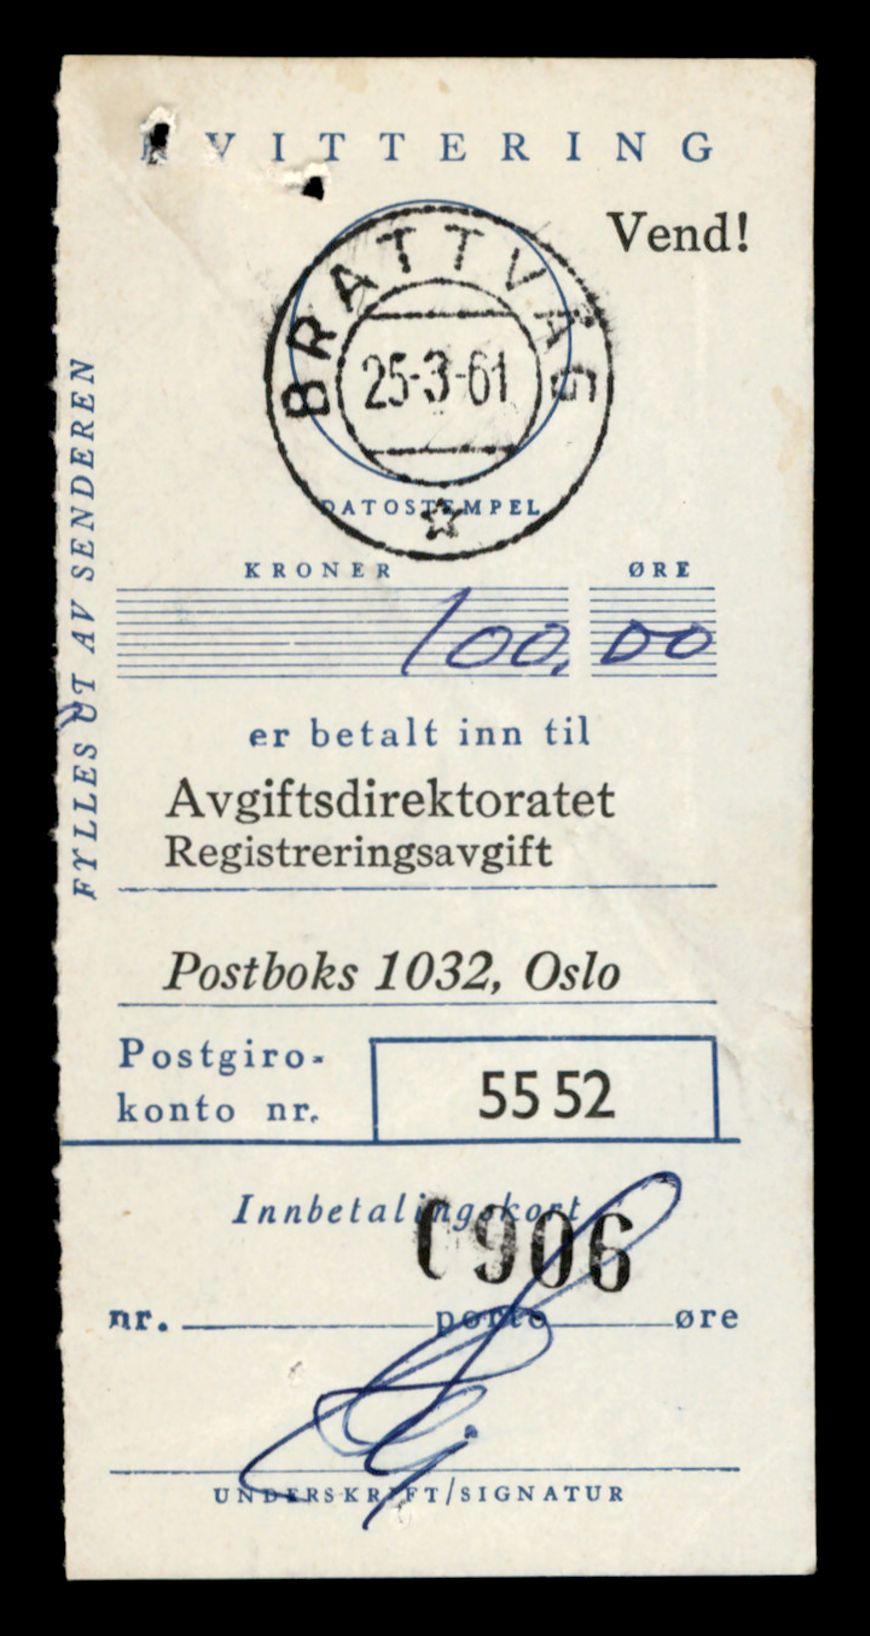 KVITTERING
Vend!
BRATTVÅG
25-3-61
DATOSTEMPEL
KRONER ØRE
100,00
er betalt inn til
Avgiftsdirektoratet
Registreringsavgift
Postboks 1032, Oslo
Postgiro-
konto nr.
55 52
Innbetalingskort
0906
nr. porto øre
UNDERSKRIFT/SIGNATUR
FYLLES UT AV SENDEREN